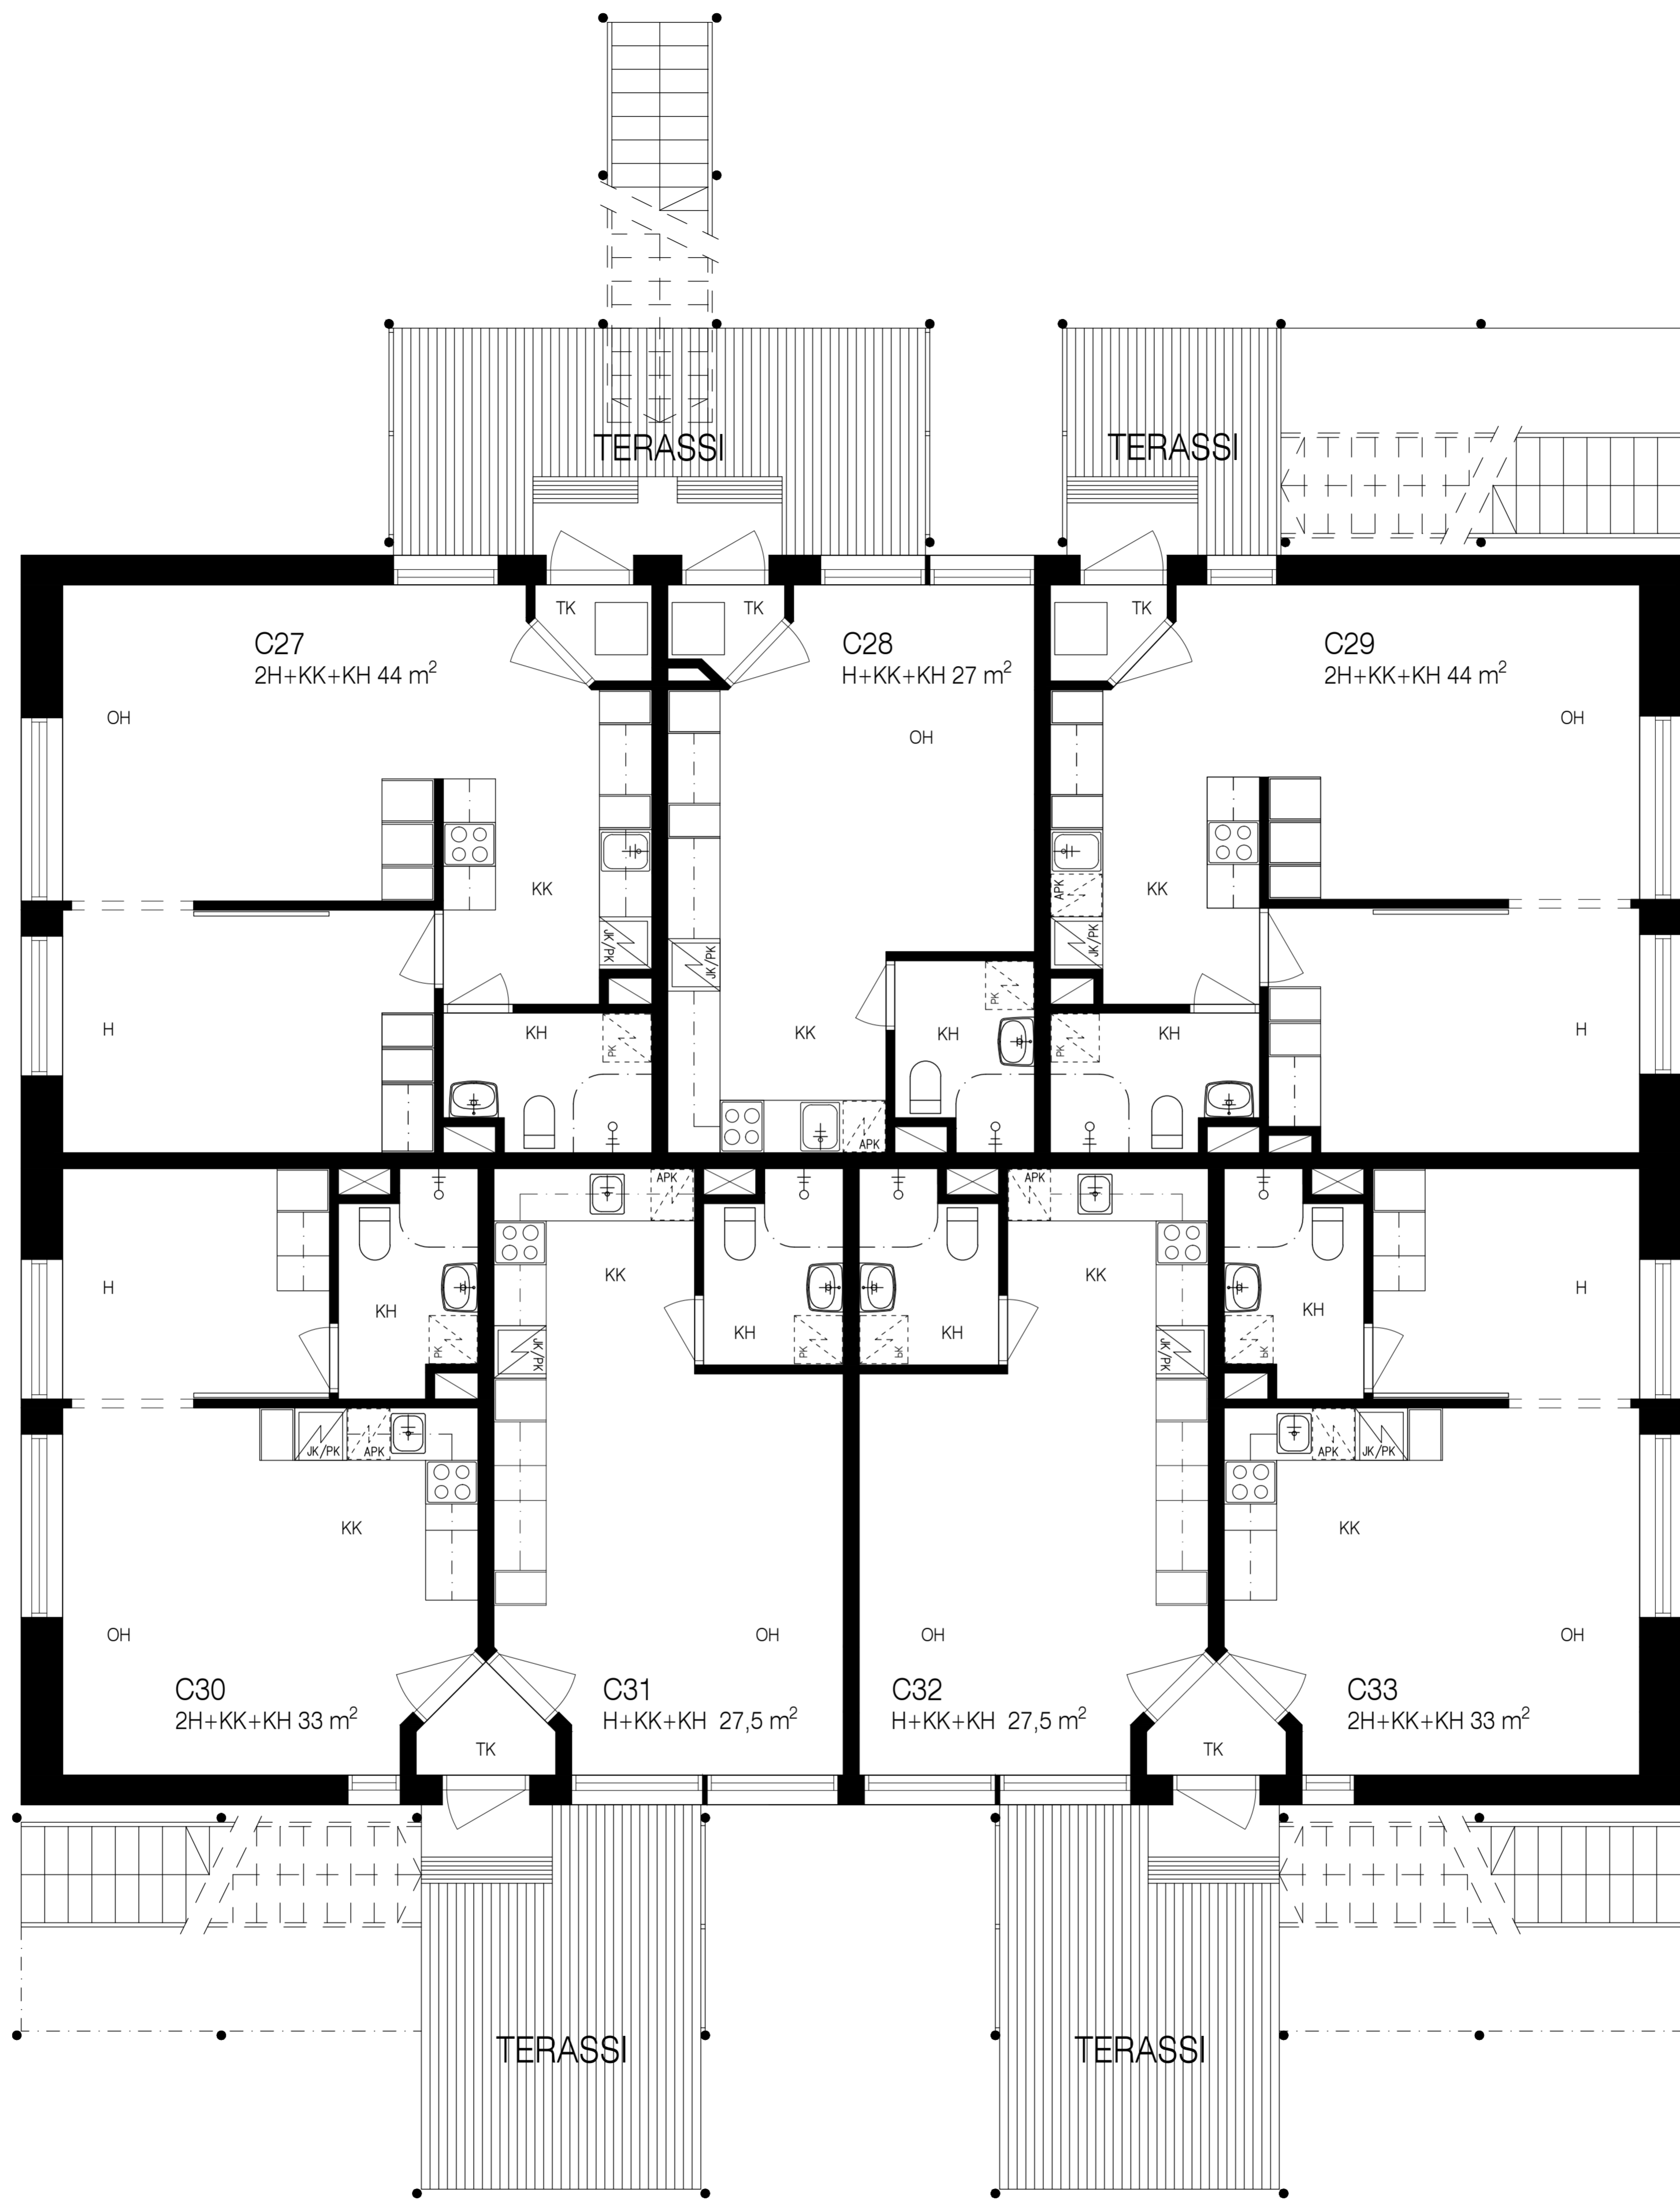 TERASSI
TERASSI
TK
TK
TK
C27
2H+KK+KH 44 m²
C28
H+KK+KH 27 m²
C29
2H+KK+KH 44 m²
OH
OH
OH
KK
APK
KK
JK/PK
JK/PK
JK/PK
PK
H
KH
PK
KK
KH
PK
KH
H
APK
APK
APK
KK
KK
H
KH
KH
PK
JK/PK
KH
PK
PK
KH
JK/PK
KH
PK
H
JK/PK
APK
APK
JK/PK
KK
KK
OH
OH
OH
OH
C30
2H+KK+KH 33 m²
C31
H+KK+KH 27,5 m²
C32
H+KK+KH 27,5 m²
C33
2H+KK+KH 33 m²
TK
TK
TERASSI
TERASSI